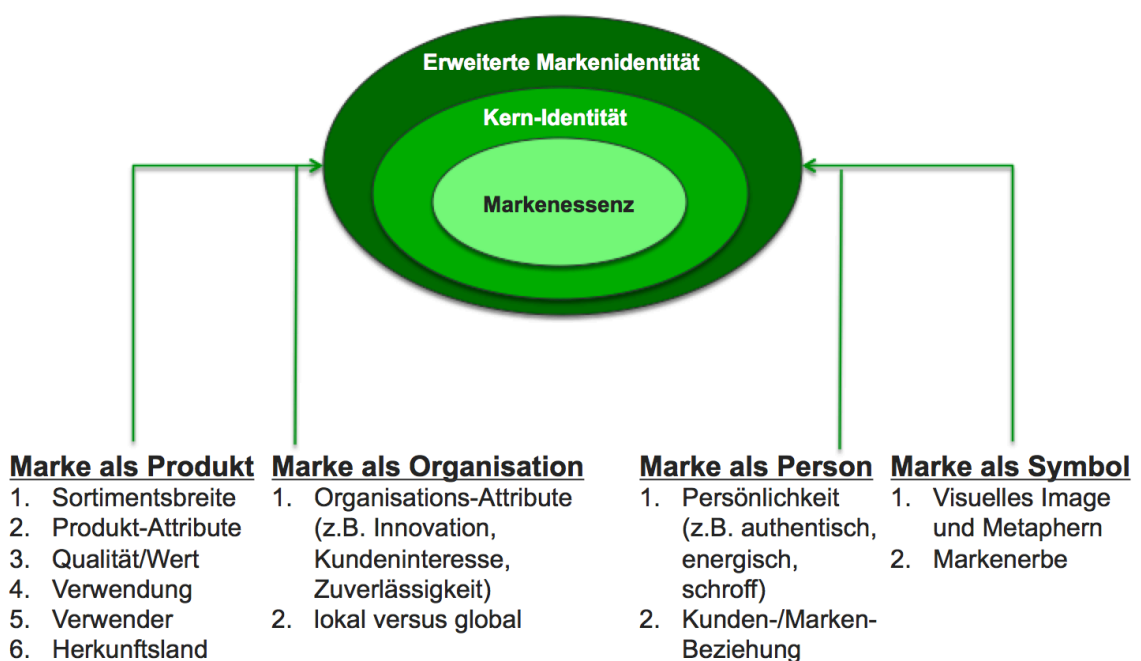 Erweiterte Markenidentität
Kern-Identität
Markenessenz
Marke als Produkt
1. Sortimentsbreite
2. Produkt-Attribute
3. Qualität/Wert
4. Verwendung
5. Verwender
6. Herkunftsland
Marke als Organisation
1. Organisations-Attribute
(z.B. Innovation,
Kundeninteresse,
Zuverlässigkeit)
2. lokal versus global
Marke als Person
1. Persönlichkeit
(z.B. authentisch,
energisch,
schroff)
2. Kunden-/Marken-
Beziehung
Marke als Symbol
1. Visuelles Image
und Metaphern
2. Markenerbe